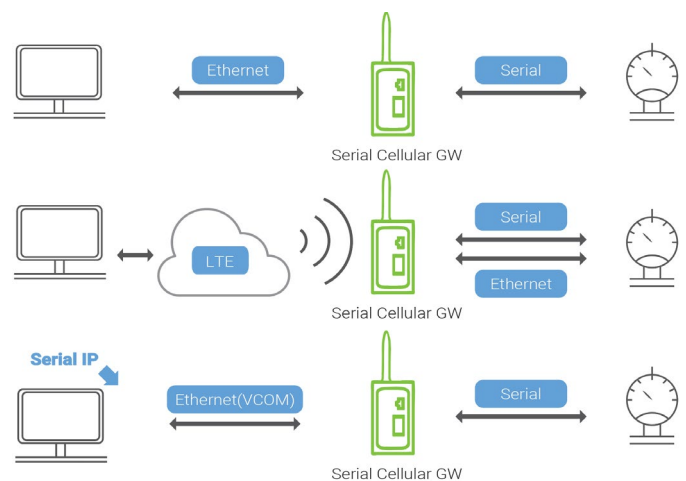 Ethernet
Serial
Serial Cellular GW
LTE
Serial
Ethernet
Serial Cellular GW
Serial IP
Ethernet(VCOM)
Serial
Serial Cellular GW